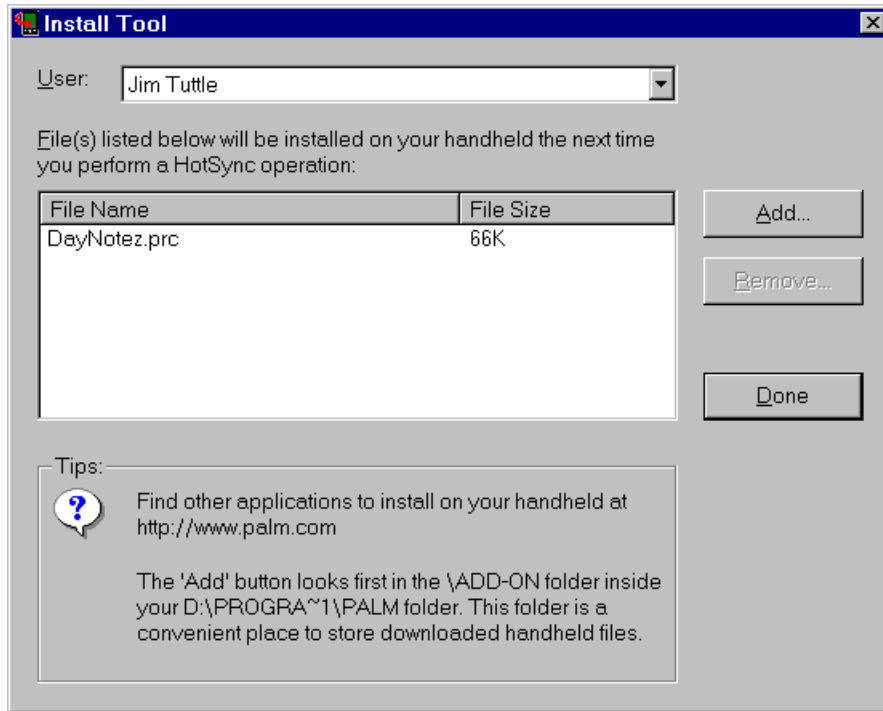 Install Tool
User: Jim Tuttle
File(s) listed below will be installed on your handheld the next time
you perform a HotSync operation:
File Name File Size
DayNotez.prc 66K
Add...
Remove...
Done
Tips:
Find other applications to install on your handheld at
http://www.palm.com
The 'Add' button looks first in the \ADD-ON folder inside
your D:\PROGRA~1\PALM folder. This folder is a
convenient place to store downloaded handheld files.